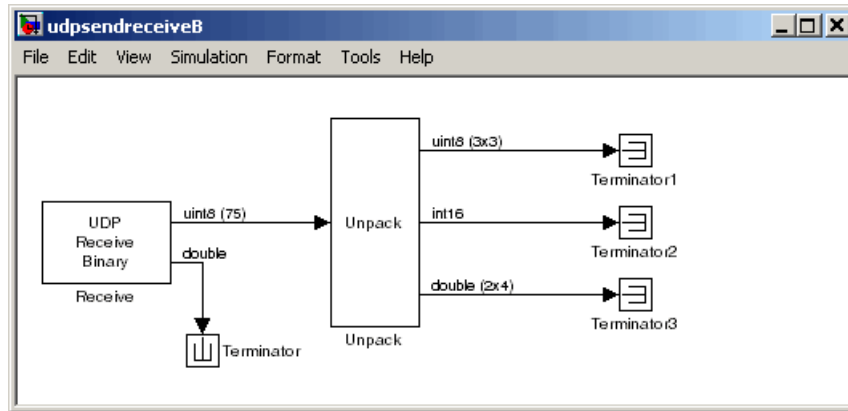 udpsendreceiveB
File Edit View Simulation Format Tools Help
uint8 (3x3)
Terminator1
UDP
Receive
Binary
Receive
uint8 (75)
double
Terminator
Unpack
Unpack
int16
Terminator2
double (2x4)
Terminator3